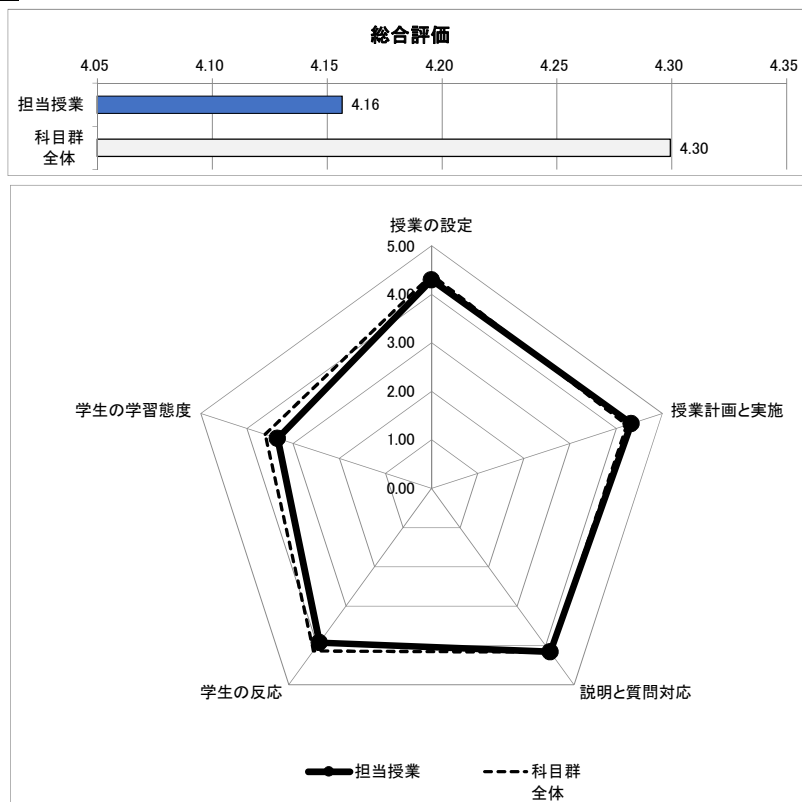 総合評価
4.05 4.10 4.15 4.20 4.25 4.30 4.35
担当授業 4.16
科目群
全体 4.30
授業の設定
5.00
4.00
3.00
2.00
1.00
0.00
学生の学習態度 授業計画と実施
学生の反応 説明と質問対応
担当授業 科目群
全体